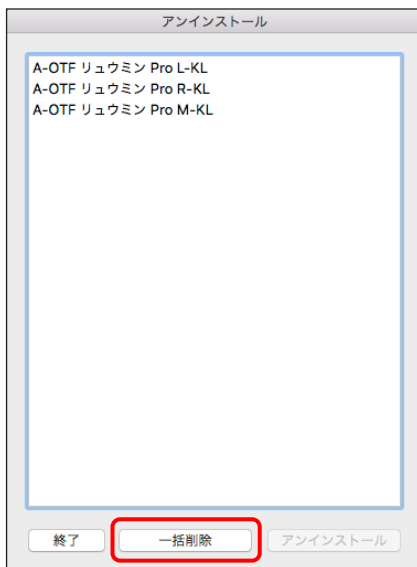 アンインストール
A-OTF リュウミン Pro L-KL
A-OTF リュウミン Pro R-KL
A-OTF リュウミン Pro M-KL
終了 一括削除 アンインストール